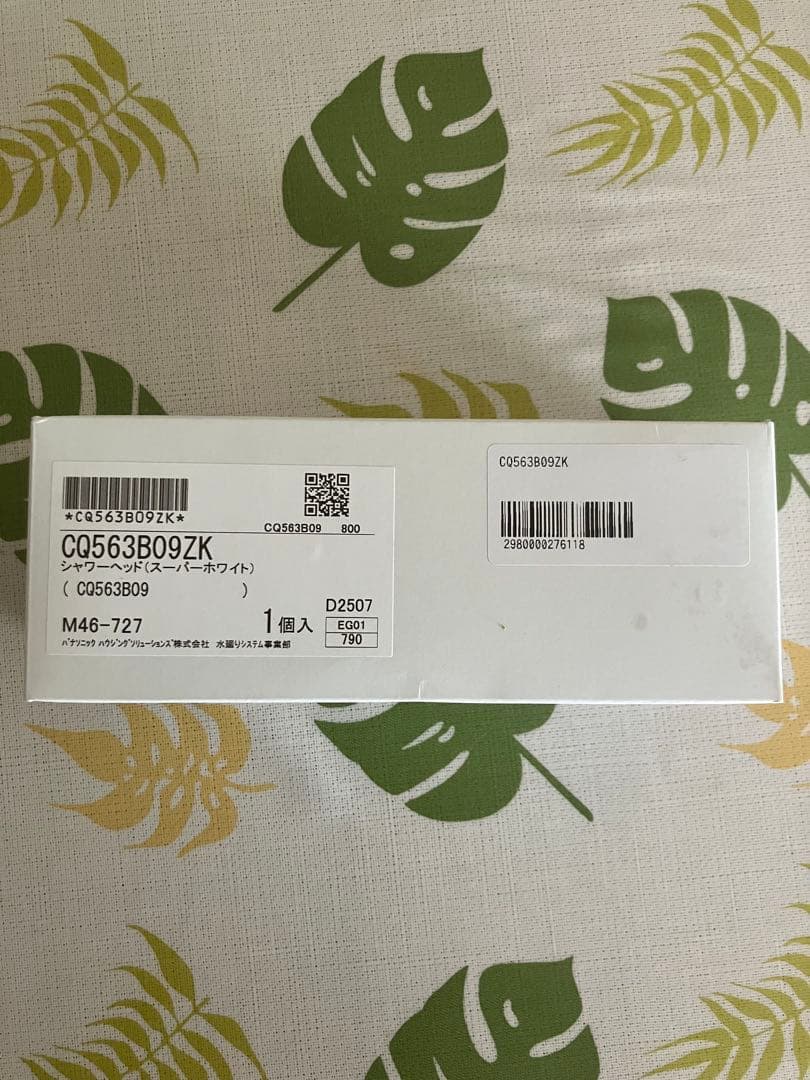 *CQ563B09ZK*
CQ563B09 800
CQ563B09ZK
シャワーヘッド(スーパーホワイト)
( CQ563B09 )
D2507
M46-727 1個入 EG01
790
パナソニック ハウジングソリューションズ株式会社 水廻りシステム事業部
CQ563B09ZK
2980000276118